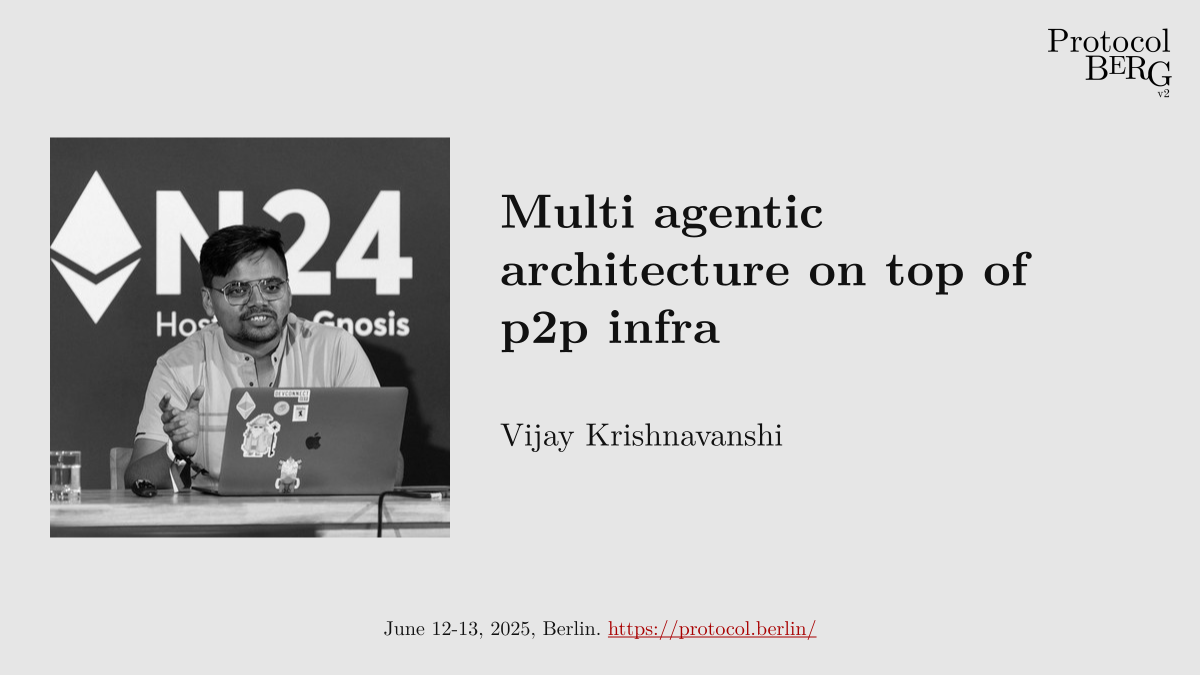 Protocol
BERG
v2
N24
Hos
Gnosis
DEVCONNECT
Multi agentic
architecture on top of
p2p infra
Vijay Krishnavanshi
June 12-13, 2025, Berlin. https://protocol.berlin/